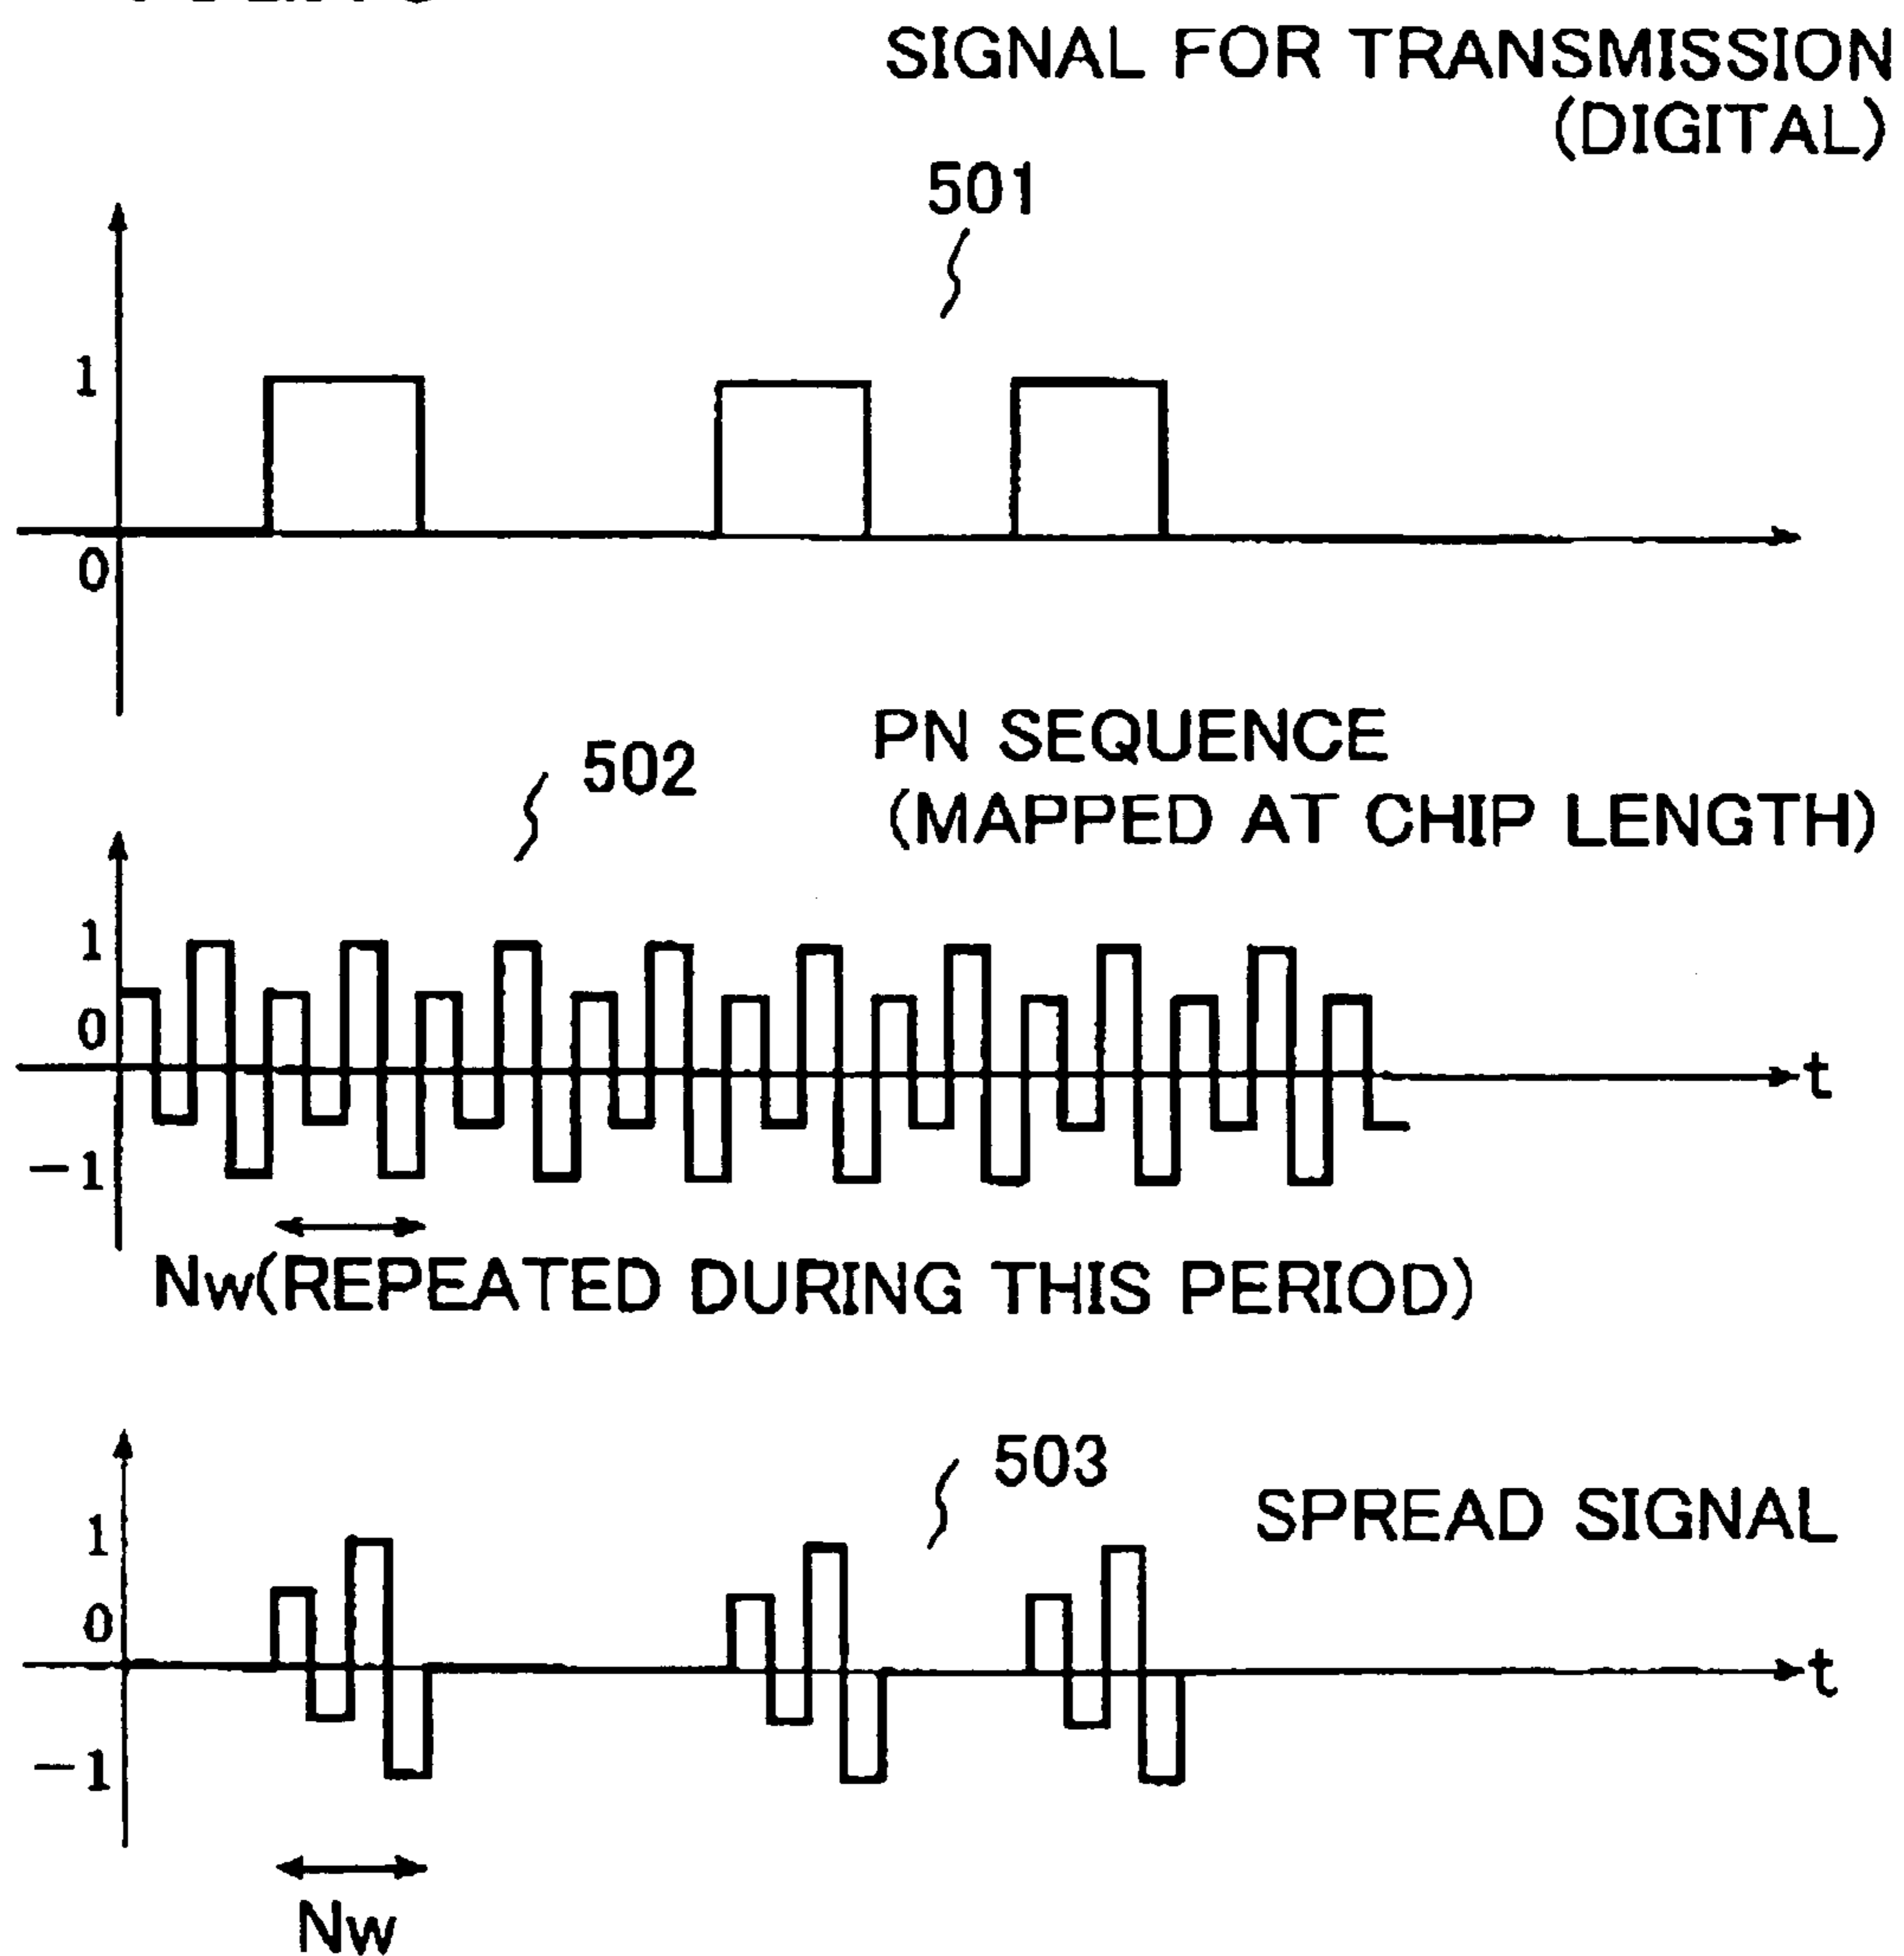 SIGNAL FOR TRANSMISSION
(DIGITAL)
501
1
0
PN SEQUENCE
502
(MAPPED AT CHIP LENGTH)
1
0
t
-1
Nw(REPEATED DURING THIS PERIOD)
503
SPREAD SIGNAL
1
0
t
-1
Nw